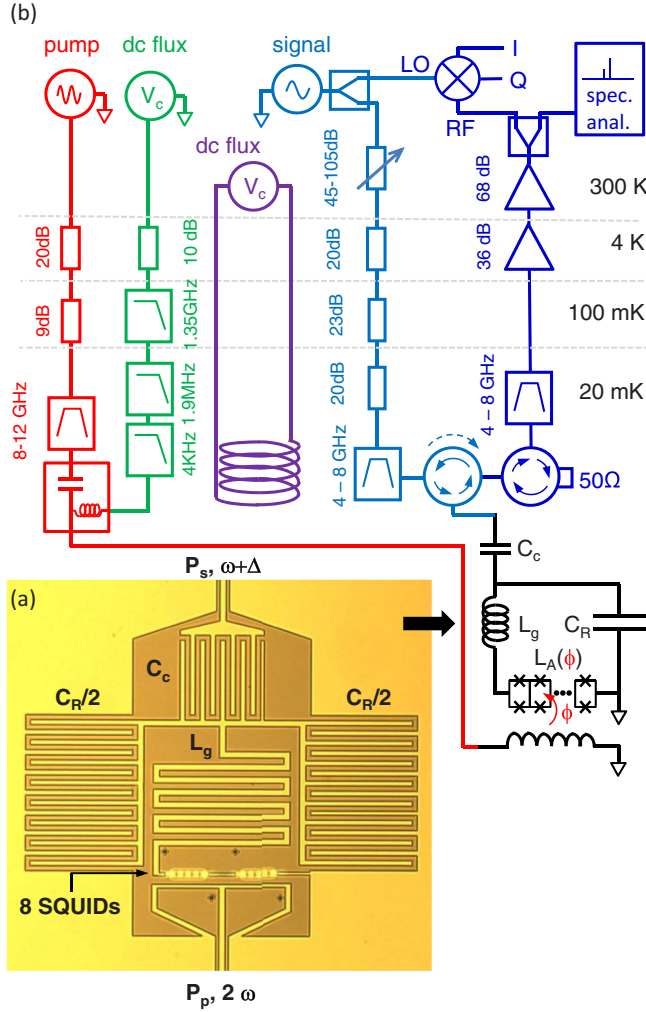 (b)
pump
dc flux
signal
V_c
LO
I
Q
RF
spec.
anal.
dc flux
V_c
45-105dB
68 dB
300 K
20dB
10 dB
20dB
36 dB
4 K
9dB
1.35GHz
23dB
100 mK
8-12 GHz
1.9MHz
4KHz
20dB
4 – 8 GHz
4 – 8 GHz
20 mK
50Ω
C_c
L_g
C_R
L_A(ϕ)
ϕ
P_s, ω+Δ
(a)
C_c
C_R/2
C_R/2
L_g
8 SQUIDs
P_p, 2 ω